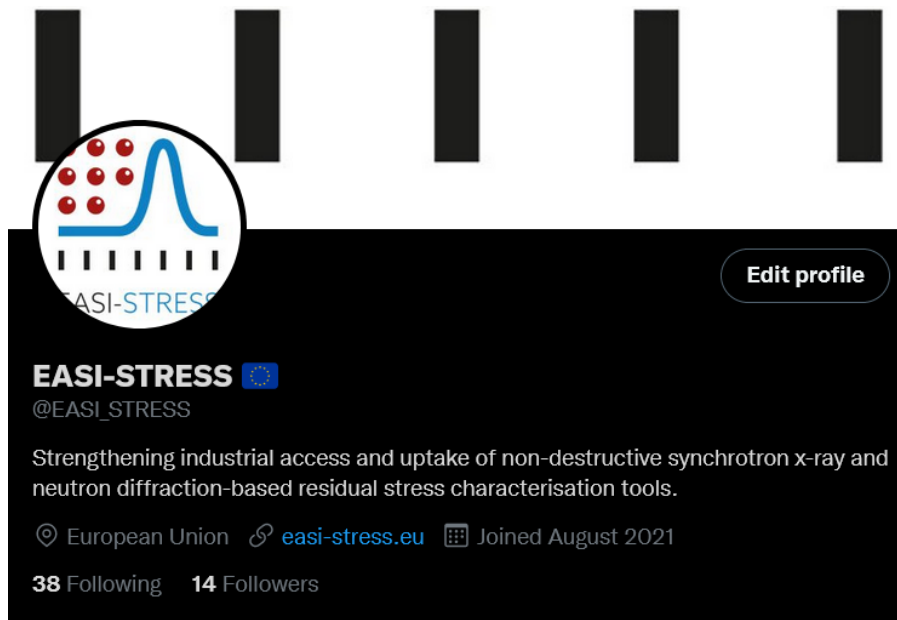 EASI-STRESS
Edit profile
EASI-STRESS
@EASI_STRESS
Strengthening industrial access and uptake of non-destructive synchrotron x-ray and
neutron diffraction-based residual stress characterisation tools.
European Union easi-stress.eu Joined August 2021
38 Following 14 Followers